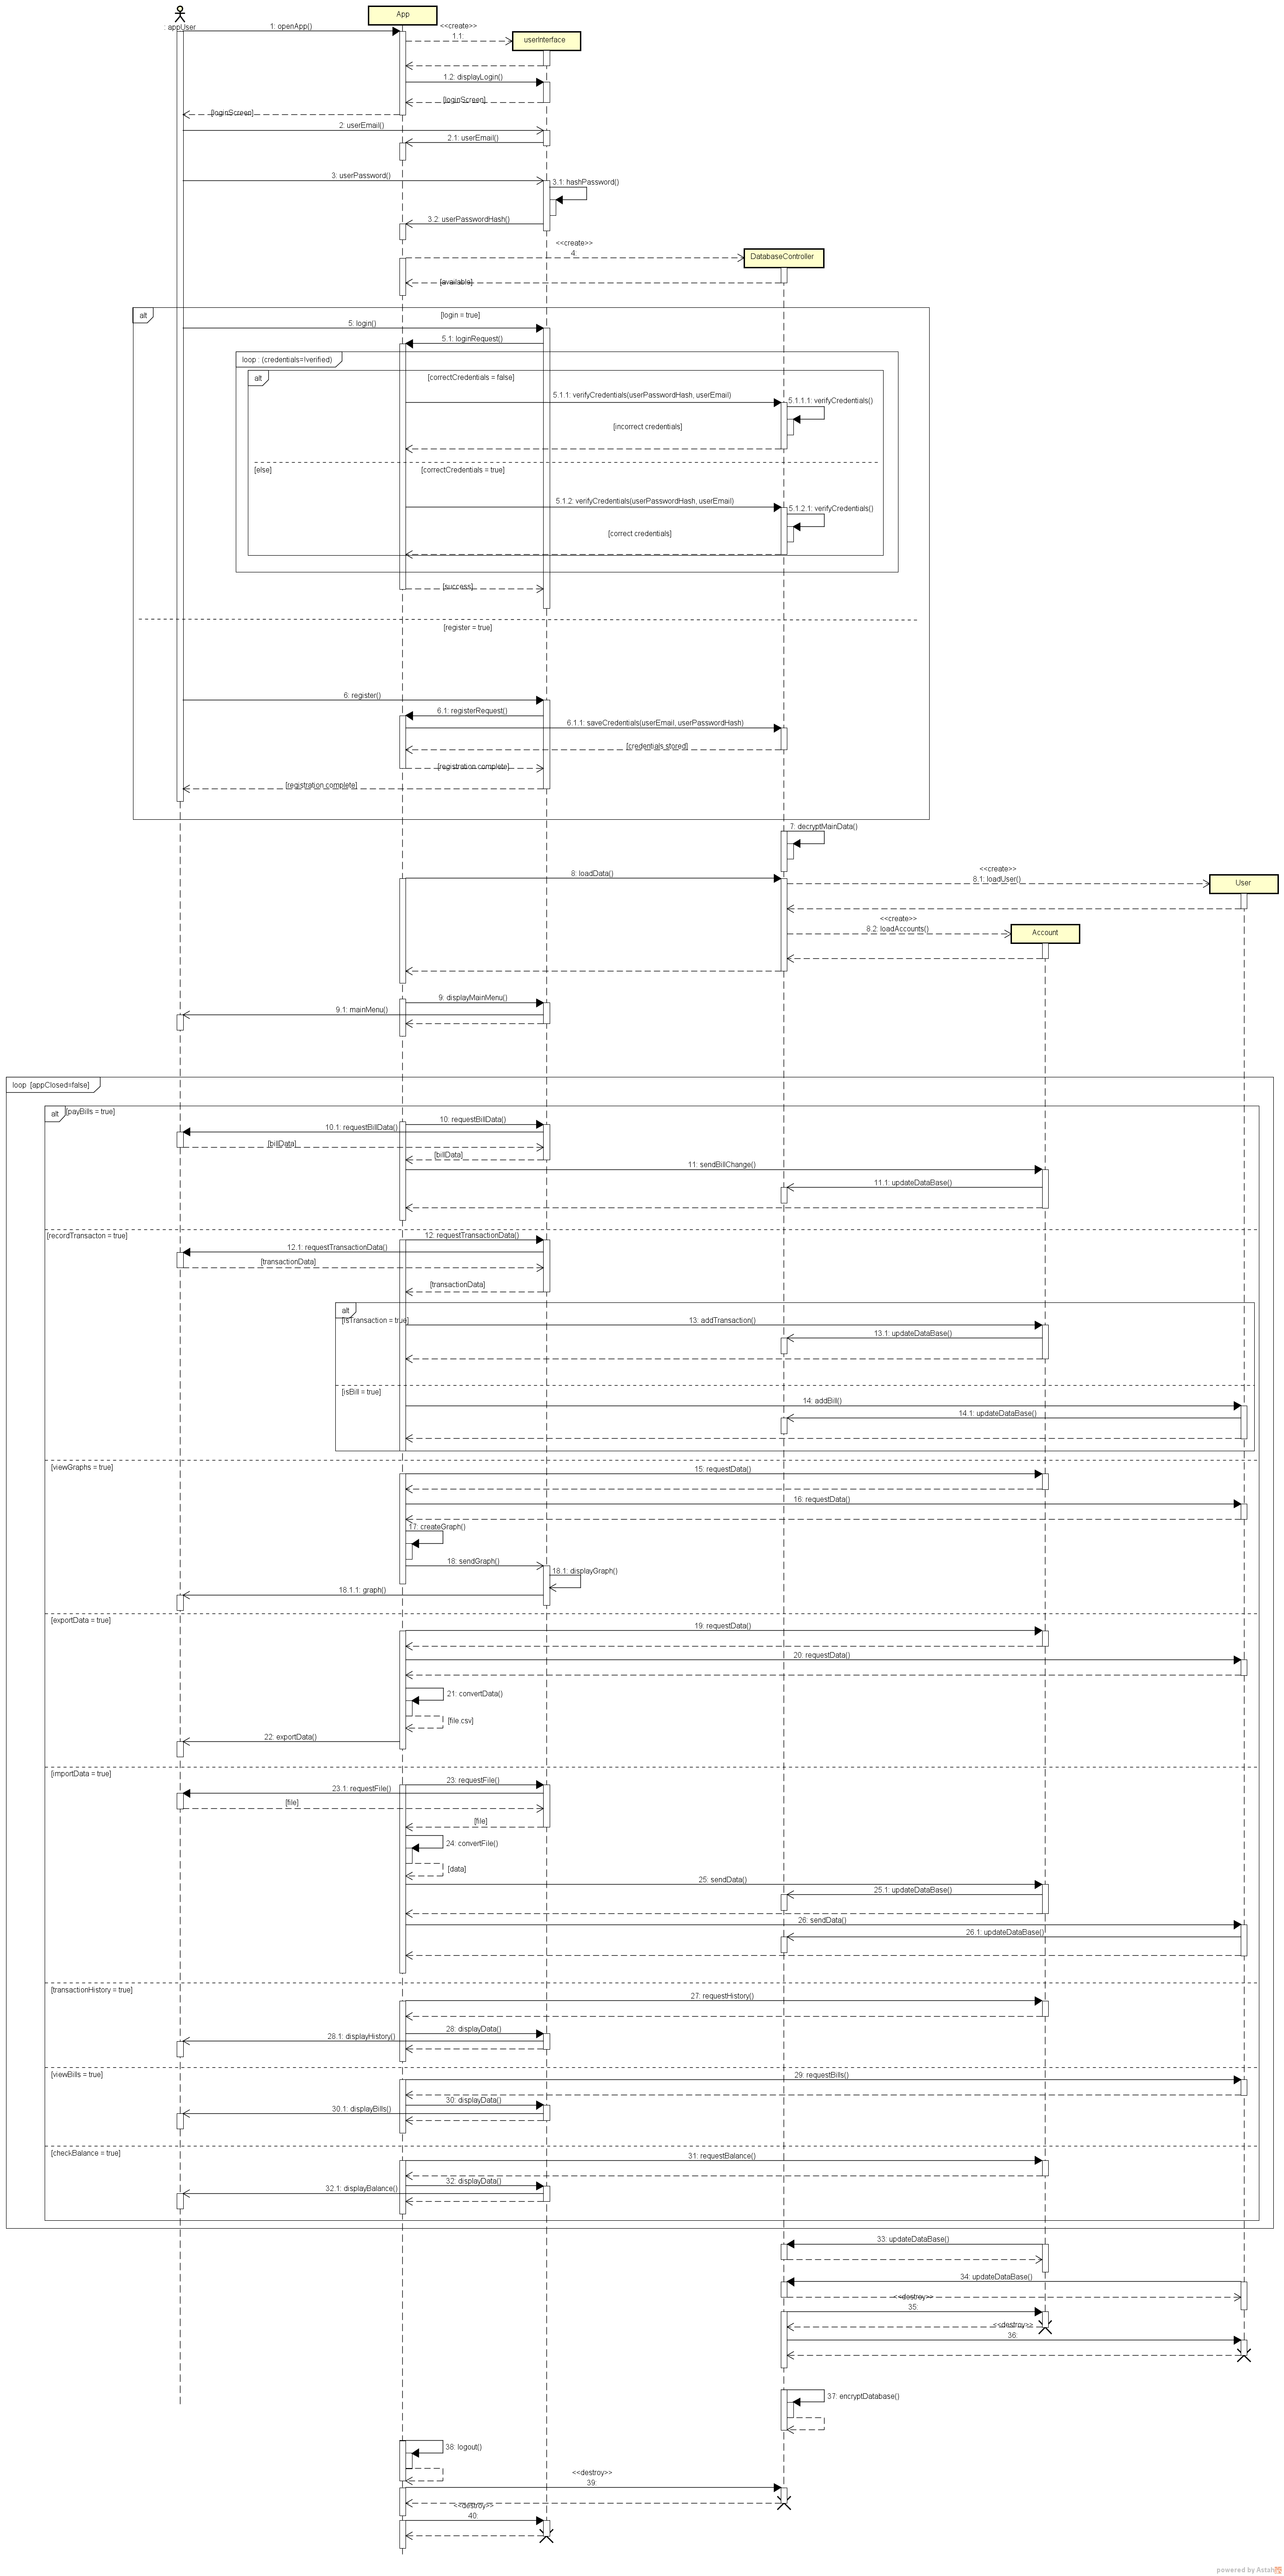 App
: appUser
1: openApp()
<<create>>
1.1:
userInterface
1.2: displayLogin()
[loginScreen]
[loginScreen]
2: userEmail()
2.1: userEmail()
3: userPassword()
3.1: hashPassword()
3.2: userPasswordHash()
<<create>>
4:
DatabaseController
[available]
alt
[login = true]
5: login()
5.1: loginRequest()
loop : (credentials=!verified)
alt
[correctCredentials = false]
5.1.1: verifyCredentials(userPasswordHash, userEmail)
5.1.1.1: verifyCredentials()
[incorrect credentials]
[else]
[correctCredentials = true]
5.1.2: verifyCredentials(userPasswordHash, userEmail)
5.1.2.1: verifyCredentials()
[correct credentials]
[success]
[register = true]
6: register()
6.1: registerRequest()
6.1.1: saveCredentials(userEmail, userPasswordHash)
[credentials stored]
[registration complete]
[registration complete]
7: decryptMainData()
8: loadData()
<<create>>
8.1: loadUser()
User
<<create>>
8.2: loadAccounts()
Account
9: displayMainMenu()
9.1: mainMenu()
loop [appClosed=false]
alt
[payBills = true]
10: requestBillData()
10.1: requestBillData()
[billData]
[billData]
11: sendBillChange()
11.1: updateDataBase()
[recordTransacton = true]
12: requestTransactionData()
12.1: requestTransactionData()
[transactionData]
[transactionData]
alt
[isTransaction = true]
13: addTransaction()
13.1: updateDataBase()
[isBill = true]
14: addBill()
14.1: updateDataBase()
[viewGraphs = true]
15: requestData()
16: requestData()
17: createGraph()
18: sendGraph()
18.1: displayGraph()
18.1.1: graph()
[exportData = true]
19: requestData()
20: requestData()
21: convertData()
[file.csv]
22: exportData()
[importData = true]
23: requestFile()
23.1: requestFile()
[file]
[file]
24: convertFile()
[data]
25: sendData()
25.1: updateDataBase()
26: sendData()
26.1: updateDataBase()
[transactionHistory = true]
27: requestHistory()
28: displayData()
28.1: displayHistory()
[viewBills = true]
29: requestBills()
30: displayData()
30.1: displayBills()
[checkBalance = true]
31: requestBalance()
32: displayData()
32.1: displayBalance()
33: updateDataBase()
34: updateDataBase()
<<destroy>>
35:
<<destroy>>
36:
37: encryptDatabase()
38: logout()
<<destroy>>
39:
<<destroy>>
40:
powered by Astah